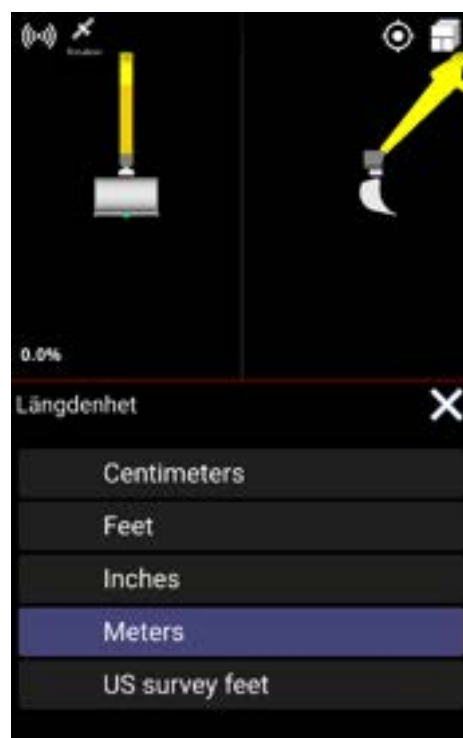 0.0%
Längdenhet
Centimeters
Feet
Inches
Meters
US survey feet